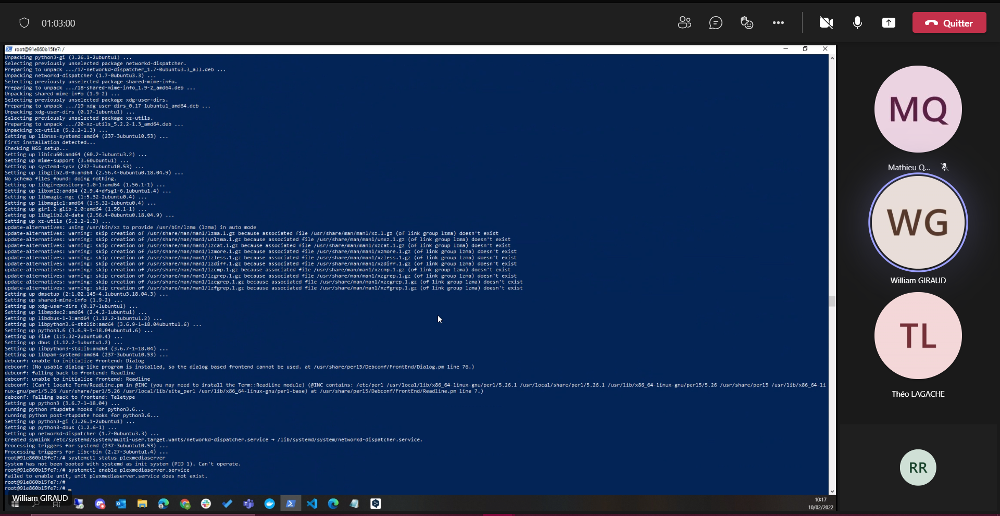 01:03:00
Quitter
root@91e860b15fe7: /
Unpacking python3-gi (3.26.1-2ubuntu1) ...
Selecting previously unselected package networkd-dispatcher.
Preparing to unpack .../17-networkd-dispatcher_1.7-0ubuntu3.3_all.deb ...
Unpacking networkd-dispatcher (1.7-0ubuntu3.3) ...
Selecting previously unselected package shared-mime-info.
Preparing to unpack .../18-shared-mime-info_1.9-2_amd64.deb ...
Unpacking shared-mime-info (1.9-2) ...
Selecting previously unselected package xdg-user-dirs.
Preparing to unpack .../19-xdg-user-dirs_0.17-1ubuntu1_amd64.deb ...
Unpacking xdg-user-dirs (0.17-1ubuntu1) ...
Selecting previously unselected package xz-utils.
Preparing to unpack .../20-xz-utils_5.2.2-1.3_amd64.deb ...
Unpacking xz-utils (5.2.2-1.3) ...
Setting up libnss-systemd:amd64 (237-3ubuntu10.53) ...
First installation detected...
Checking NSS setup...
Setting up libicu60:amd64 (60.2-3ubuntu3.2) ...
Setting up mime-support (3.60ubuntu1) ...
Setting up systemd-sysv (237-3ubuntu10.53) ...
Setting up libglib2.0-0:amd64 (2.56.4-0ubuntu0.18.04.9) ...
No schema files found: doing nothing.
Setting up libgirepository-1.0-1:amd64 (1.56.1-1) ...
Setting up libxml2:amd64 (2.9.4+dfsg1-6.1ubuntu1.4) ...
Setting up libmagic-mgc (1:5.32-2ubuntu0.4) ...
Setting up libmagic1:amd64 (1:5.32-2ubuntu0.4) ...
Setting up gir1.2-glib-2.0:amd64 (1.56.1-1) ...
Setting up libglib2.0-data (2.56.4-0ubuntu0.18.04.9) ...
Setting up xz-utils (5.2.2-1.3) ...
update-alternatives: using /usr/bin/xz to provide /usr/bin/lzma (lzma) in auto mode
update-alternatives: warning: skip creation of /usr/share/man/man1/lzma.1.gz because associated file /usr/share/man/man1/xz.1.gz (of link group lzma) doesn't exist
update-alternatives: warning: skip creation of /usr/share/man/man1/unlzma.1.gz because associated file /usr/share/man/man1/unxz.1.gz (of link group lzma) doesn't exist
update-alternatives: warning: skip creation of /usr/share/man/man1/lzcat.1.gz because associated file /usr/share/man/man1/xzcat.1.gz (of link group lzma) doesn't exist
update-alternatives: warning: skip creation of /usr/share/man/man1/lzmore.1.gz because associated file /usr/share/man/man1/xzmore.1.gz (of link group lzma) doesn't exist
update-alternatives: warning: skip creation of /usr/share/man/man1/lzless.1.gz because associated file /usr/share/man/man1/xzless.1.gz (of link group lzma) doesn't exist
update-alternatives: warning: skip creation of /usr/share/man/man1/lzdiff.1.gz because associated file /usr/share/man/man1/xzdiff.1.gz (of link group lzma) doesn't exist
update-alternatives: warning: skip creation of /usr/share/man/man1/lzcmp.1.gz because associated file /usr/share/man/man1/xzcmp.1.gz (of link group lzma) doesn't exist
update-alternatives: warning: skip creation of /usr/share/man/man1/lzgrep.1.gz because associated file /usr/share/man/man1/xzgrep.1.gz (of link group lzma) doesn't exist
update-alternatives: warning: skip creation of /usr/share/man/man1/lzegrep.1.gz because associated file /usr/share/man/man1/xzegrep.1.gz (of link group lzma) doesn't exist
update-alternatives: warning: skip creation of /usr/share/man/man1/lzfgrep.1.gz because associated file /usr/share/man/man1/xzfgrep.1.gz (of link group lzma) doesn't exist
Setting up dmsetup (2:1.02.145-4.1ubuntu3.18.04.3) ...
Setting up shared-mime-info (1.9-2) ...
Setting up xdg-user-dirs (0.17-1ubuntu1) ...
Setting up libmpdec2:amd64 (2.4.2-1ubuntu1) ...
Setting up libdbus-1-3:amd64 (1.12.2-1ubuntu1.2) ...
Setting up libpython3.6-stdlib:amd64 (3.6.9-1~18.04ubuntu1.6) ...
Setting up python3.6 (3.6.9-1~18.04ubuntu1.6) ...
Setting up file (1:5.32-2ubuntu0.4) ...
Setting up dbus (1.12.2-1ubuntu1.2) ...
Setting up libpython3-stdlib:amd64 (3.6.7-1~18.04) ...
Setting up libpam-systemd:amd64 (237-3ubuntu10.53) ...
debconf: unable to initialize frontend: Dialog
debconf: (No usable dialog-like program is installed, so the dialog based frontend cannot be used. at /usr/share/perl5/Debconf/FrontEnd/Dialog.pm line 76.)
debconf: falling back to frontend: Readline
debconf: unable to initialize frontend: Readline
debconf: (Can't locate Term/ReadLine.pm in @INC (you may need to install the Term::ReadLine module) (@INC contains: /etc/perl /usr/local/lib/x86_64-linux-gnu/perl/5.26.1 /usr/local/share/perl/5.26.1 /usr/lib/x86_64-linux-gnu/perl5/5.26 /usr/share/perl5 /usr/lib/x86_64-li
nux-gnu/perl/5.26 /usr/share/perl/5.26 /usr/local/lib/site_perl /usr/lib/x86_64-linux-gnu/perl-base) at /usr/share/perl5/Debconf/FrontEnd/Readline.pm line 7.)
debconf: falling back to frontend: Teletype
Setting up python3 (3.6.7-1~18.04) ...
running python rtupdate hooks for python3.6...
running python post-rtupdate hooks for python3.6...
Setting up python3-gi (3.26.1-2ubuntu1) ...
Setting up python3-dbus (1.2.6-1) ...
Setting up networkd-dispatcher (1.7-0ubuntu3.3) ...
Created symlink /etc/systemd/system/multi-user.target.wants/networkd-dispatcher.service → /lib/systemd/system/networkd-dispatcher.service.
Processing triggers for systemd (237-3ubuntu10.53) ...
Processing triggers for libc-bin (2.27-3ubuntu1.4) ...
root@91e860b15fe7:/# systemctl status plexmediaserver
System has not been booted with systemd as init system (PID 1). Can't operate.
root@91e860b15fe7:/# systemctl enable plexmediaserver.service
Failed to enable unit, unit plexmediaserver.service does not exist.
root@91e860b15fe7:/#
root@91e860b15fe7:/# _
William GIRAUD
10:17
10/02/2022
MQ
Mathieu Q...
WG
William GIRAUD
TL
Théo LAGACHE
RR